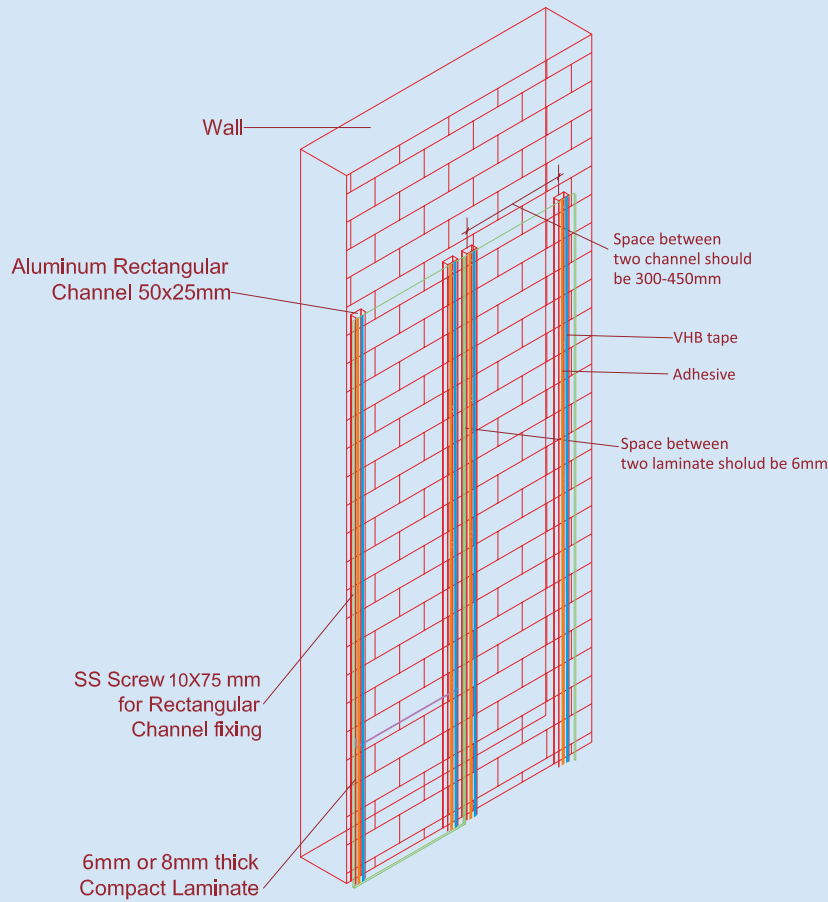 Wall
Aluminum Rectangular
Channel 50x25mm
Space between
two channel should
be 300-450mm
VHB tape
Adhesive
Space between
two laminate sholud be 6mm
SS Screw 10X75 mm
for Rectangular
Channel fixing
6mm or 8mm thick
Compact Laminate